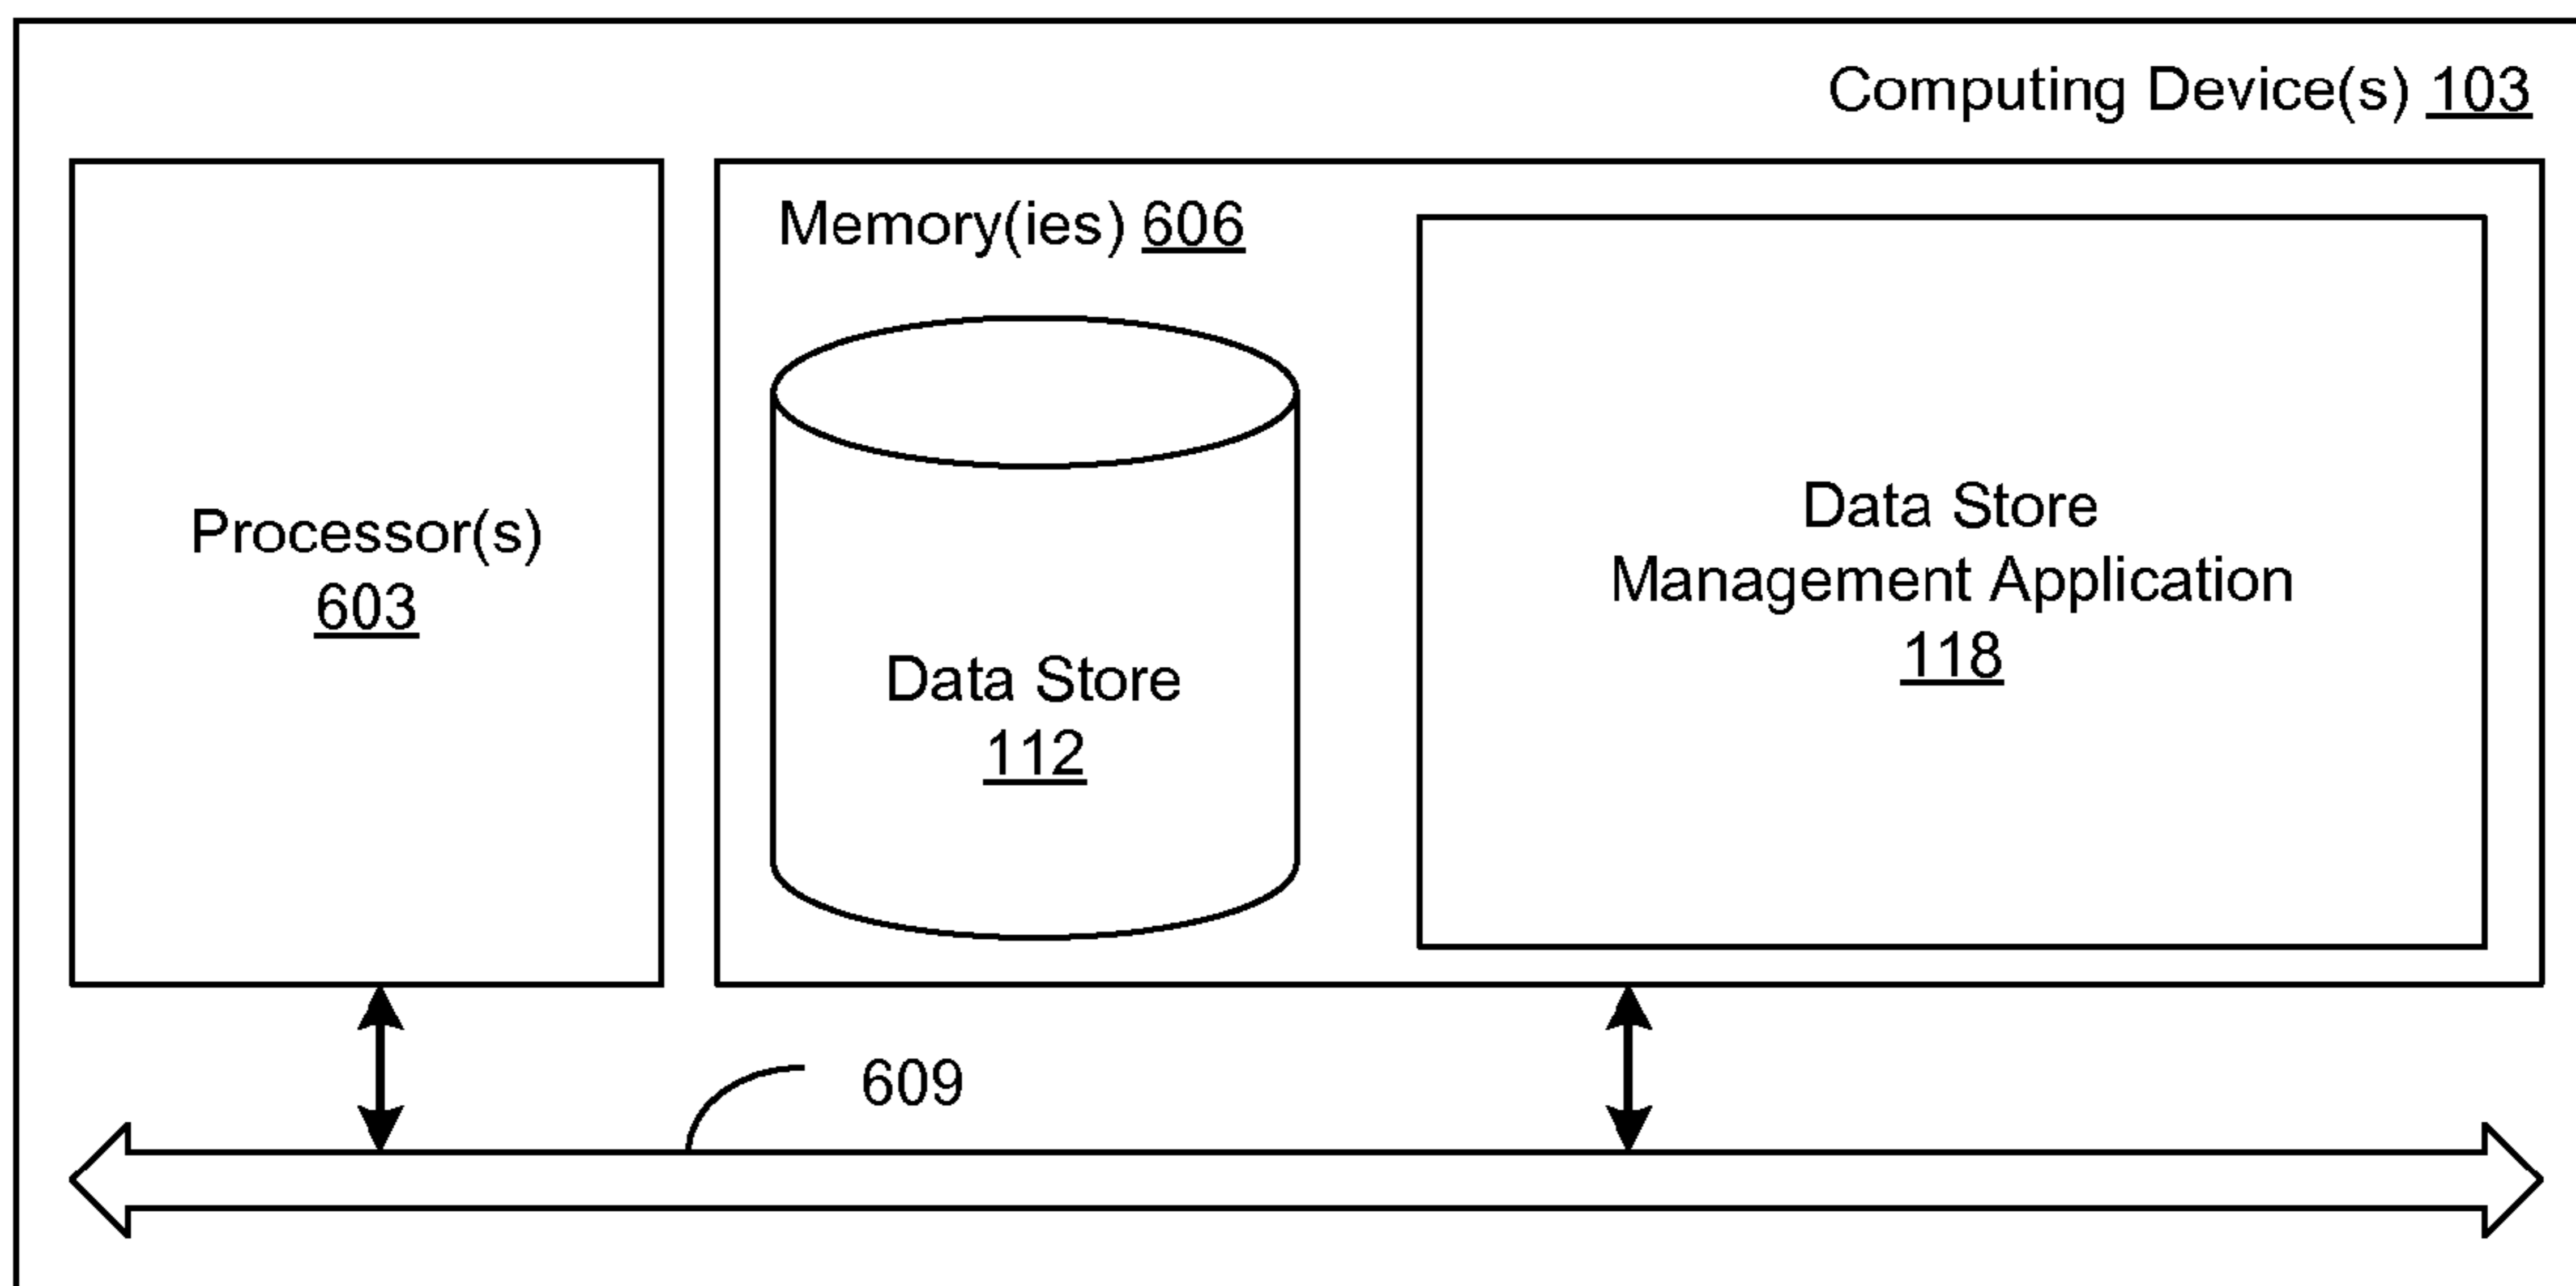 Computing Device(s) 103
Memory(ies) 606
Processor(s)
603
Data Store
112
Data Store
Management Application
118
609